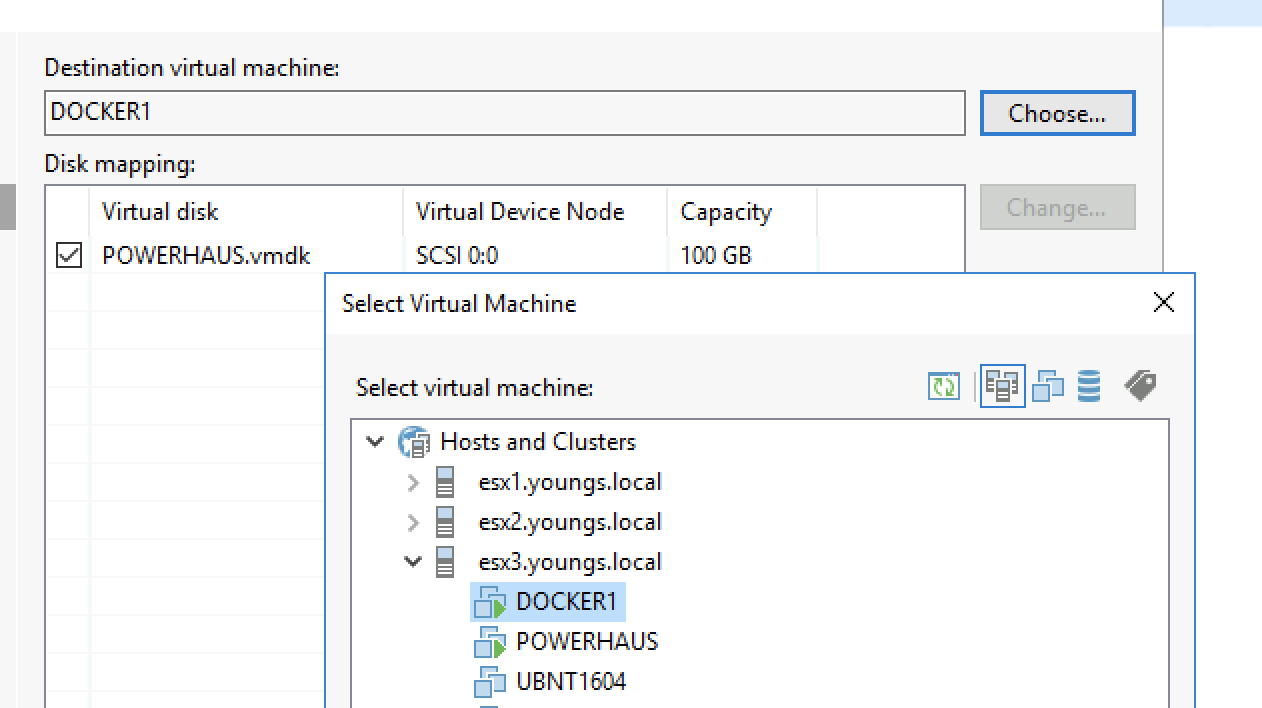 Destination virtual machine:
DOCKER1
Choose...
Disk mapping:
Virtual disk Virtual Device Node Capacity
Change...
POWERHAUS.vmdk SCSI 0:0 100 GB
Select Virtual Machine
Select virtual machine:
Hosts and Clusters
esx1.youngs.local
esx2.youngs.local
esx3.youngs.local
DOCKER1
POWERHAUS
UBNT1604